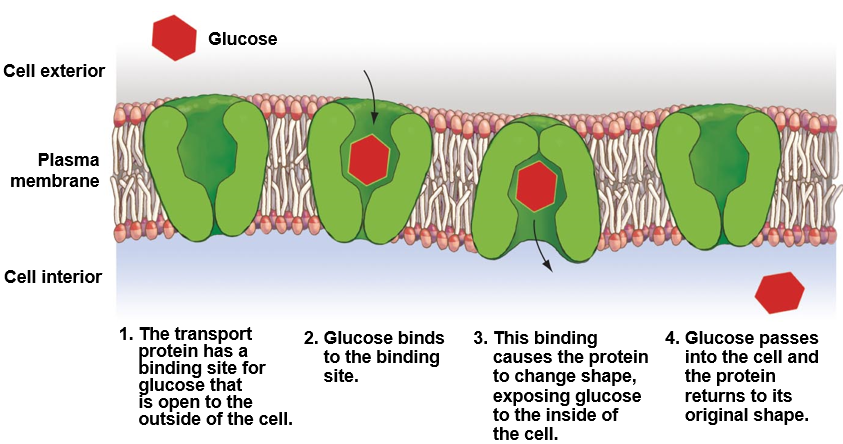 Glucose
Cell exterior
Plasma
membrane
Cell interior
1. The transport
protein has a
binding site for
glucose that
is open to the
outside of the cell.
2. Glucose binds
to the binding
site.
3. This binding
causes the protein
to change shape,
exposing glucose
to the inside of
the cell.
4. Glucose passes
into the cell and
the protein
returns to its
original shape.